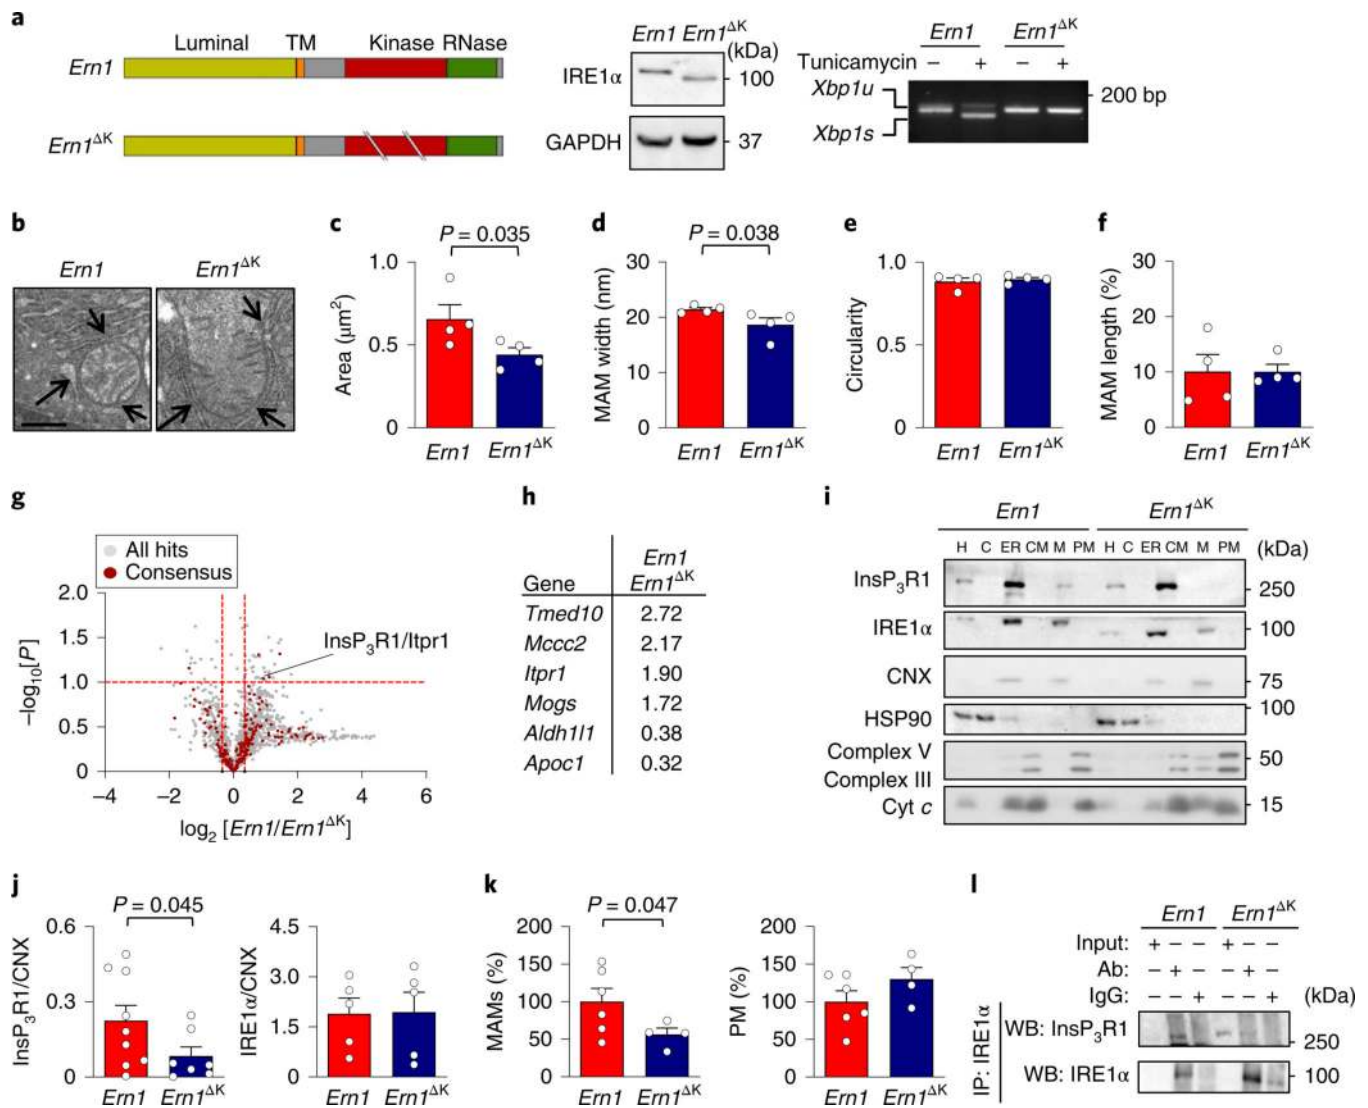 a
Luminal TM Kinase RNase
Ern1
Ern1ΔK
Ern1 Ern1ΔK
(kDa)
IRE1α 100
GAPDH 37
Ern1 Ern1ΔK
Tunicamycin – + – +
Xbp1u 200 bp
Xbp1s
b
Ern1 Ern1ΔK
c
P = 0.035
Area (μm2)
1.0
0.5
0
Ern1 Ern1ΔK
d
P = 0.038
MAM width (nm)
30
20
10
0
Ern1 Ern1ΔK
e
Circularity
1.0
0.5
0
Ern1 Ern1ΔK
f
MAM length (%)
30
20
10
0
Ern1 Ern1ΔK
g
All hits
Consensus
InsP3R1/Itpr1
–log10[P]
2.0
1.5
1.0
0.5
0
–4 –2 0 2 4 6
log2 [Ern1/Ern1ΔK]
h
Ern1
Gene Ern1ΔK
Tmed10 2.72
Mccc2 2.17
Itpr1 1.90
Mogs 1.72
Aldh1l1 0.38
Apoc1 0.32
i
Ern1 Ern1ΔK
H C ER CM M PM H C ER CM M PM (kDa)
InsP3R1 250
IRE1α 100
CNX 75
HSP90 100
Complex V 50
Complex III
Cyt c 15
j
P = 0.045
InsP3R1/CNX
0.6
0.3
0
Ern1 Ern1ΔK
IRE1α/CNX
4.5
3.0
1.5
0
Ern1 Ern1ΔK
k
P = 0.047
MAMs (%)
200
150
100
50
0
Ern1 Ern1ΔK
PM (%)
200
150
100
50
0
Ern1 Ern1ΔK
l
Ern1 Ern1ΔK
Input: + – – + – –
Ab: – + – – + –
IgG: – – + – – + (kDa)
IP: IRE1α
WB: InsP3R1 250
WB: IRE1α 100